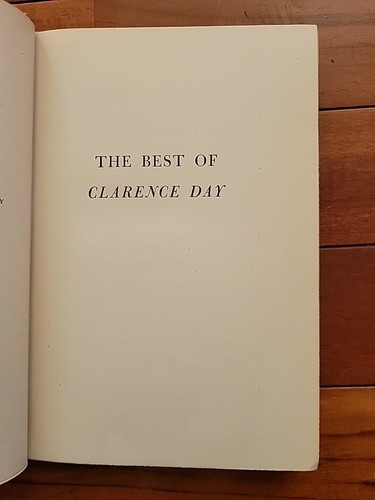 THE BEST OF
CLARENCE DAY